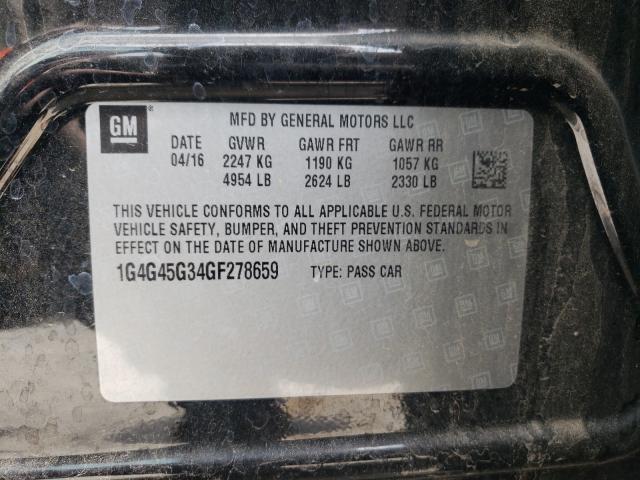 GM
MFD BY GENERAL MOTORS LLC
DATE GVWR GAWR FRT GAWR RR
04/16 2247 KG 1190 KG 1057 KG
4954 LB 2624 LB 2330 LB
THIS VEHICLE CONFORMS TO ALL APPLICABLE U.S. FEDERAL MOTOR
VEHICLE SAFETY, BUMPER, AND THEFT PREVENTION STANDARDS IN
EFFECT ON THE DATE OF MANUFACTURE SHOWN ABOVE.
1G4G45G34GF278659 TYPE: PASS CAR